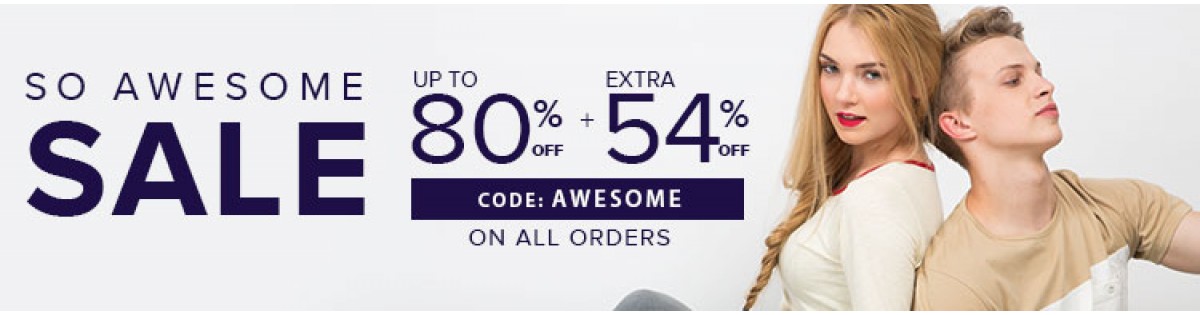 SO AWESOME
SALE
UP TO
80% OFF
+
EXTRA
54% OFF
CODE: AWESOME
ON ALL ORDERS